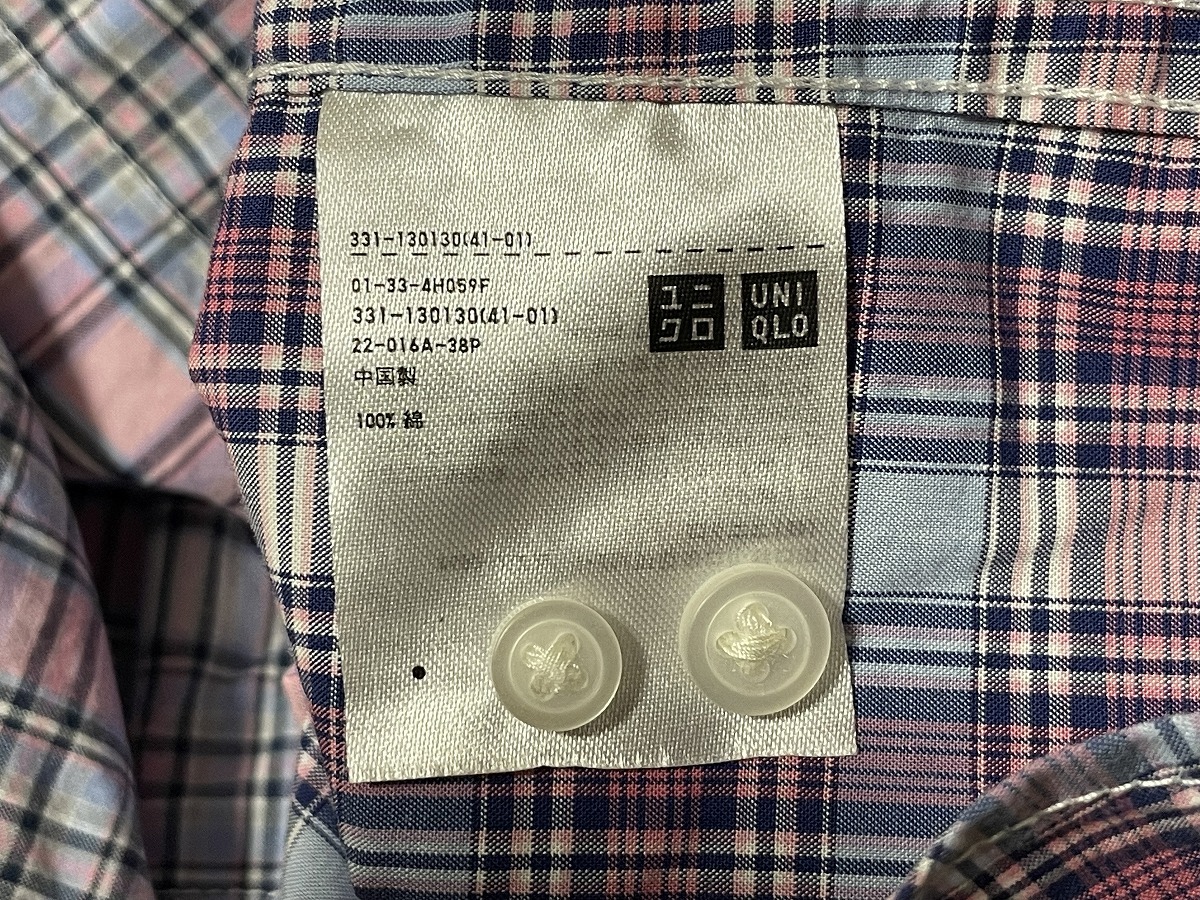 331-130130(41-01)
01-33-4H059F
331-130130(41-01)
22-016A-38P
中国製
100% 綿
ユニ
クロ
UNI
QLO